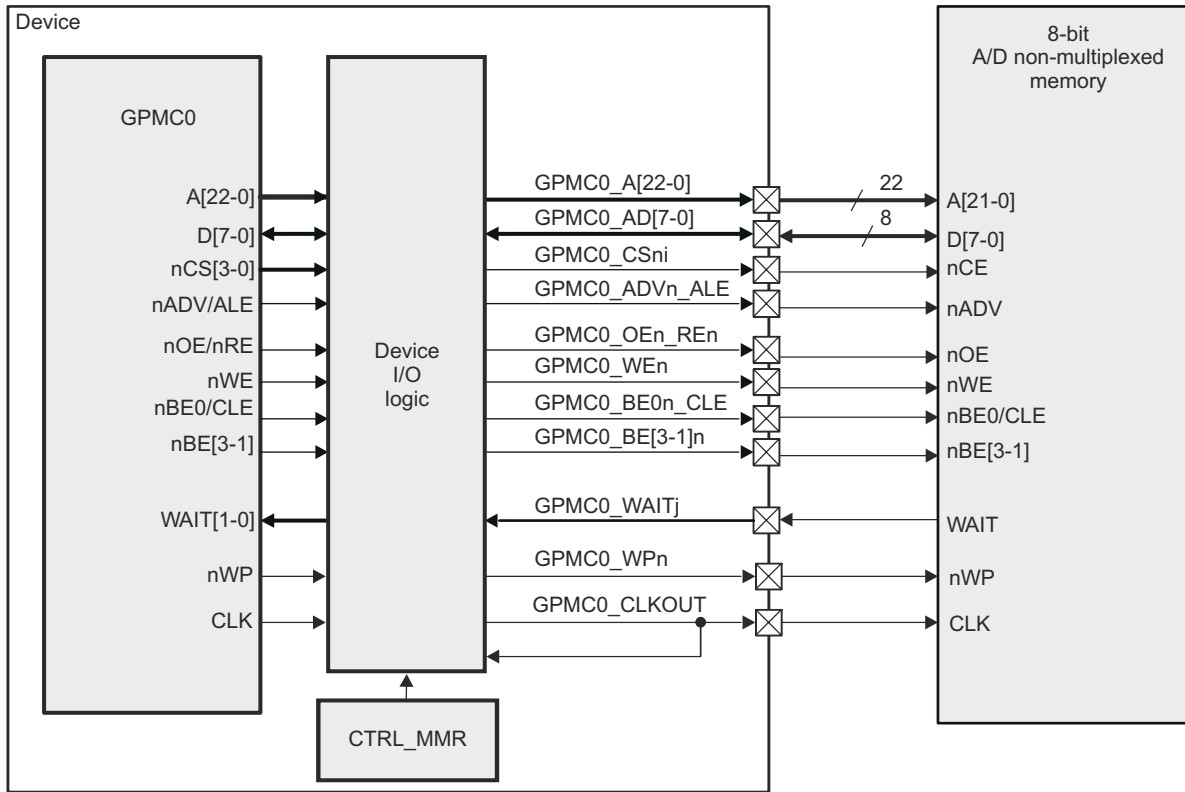 Device
GPMC0
A[22-0]
D[7-0]
nCS[3-0]
nADV/ALE
nOE/nRE
nWE
nBE0/CLE
nBE[3-1]
WAIT[1-0]
nWP
CLK
Device
I/O
logic
CTRL_MMR
GPMC0_A[22-0]
GPMC0_AD[7-0]
GPMC0_CSni
GPMC0_ADVn_ALE
GPMC0_OEn_REn
GPMC0_WEn
GPMC0_BE0n_CLE
GPMC0_BE[3-1]n
GPMC0_WAITj
GPMC0_WPn
GPMC0_CLKOUT
22
8
8-bit
A/D non-multiplexed
memory
A[21-0]
D[7-0]
nCE
nADV
nOE
nWE
nBE0/CLE
nBE[3-1]
WAIT
nWP
CLK